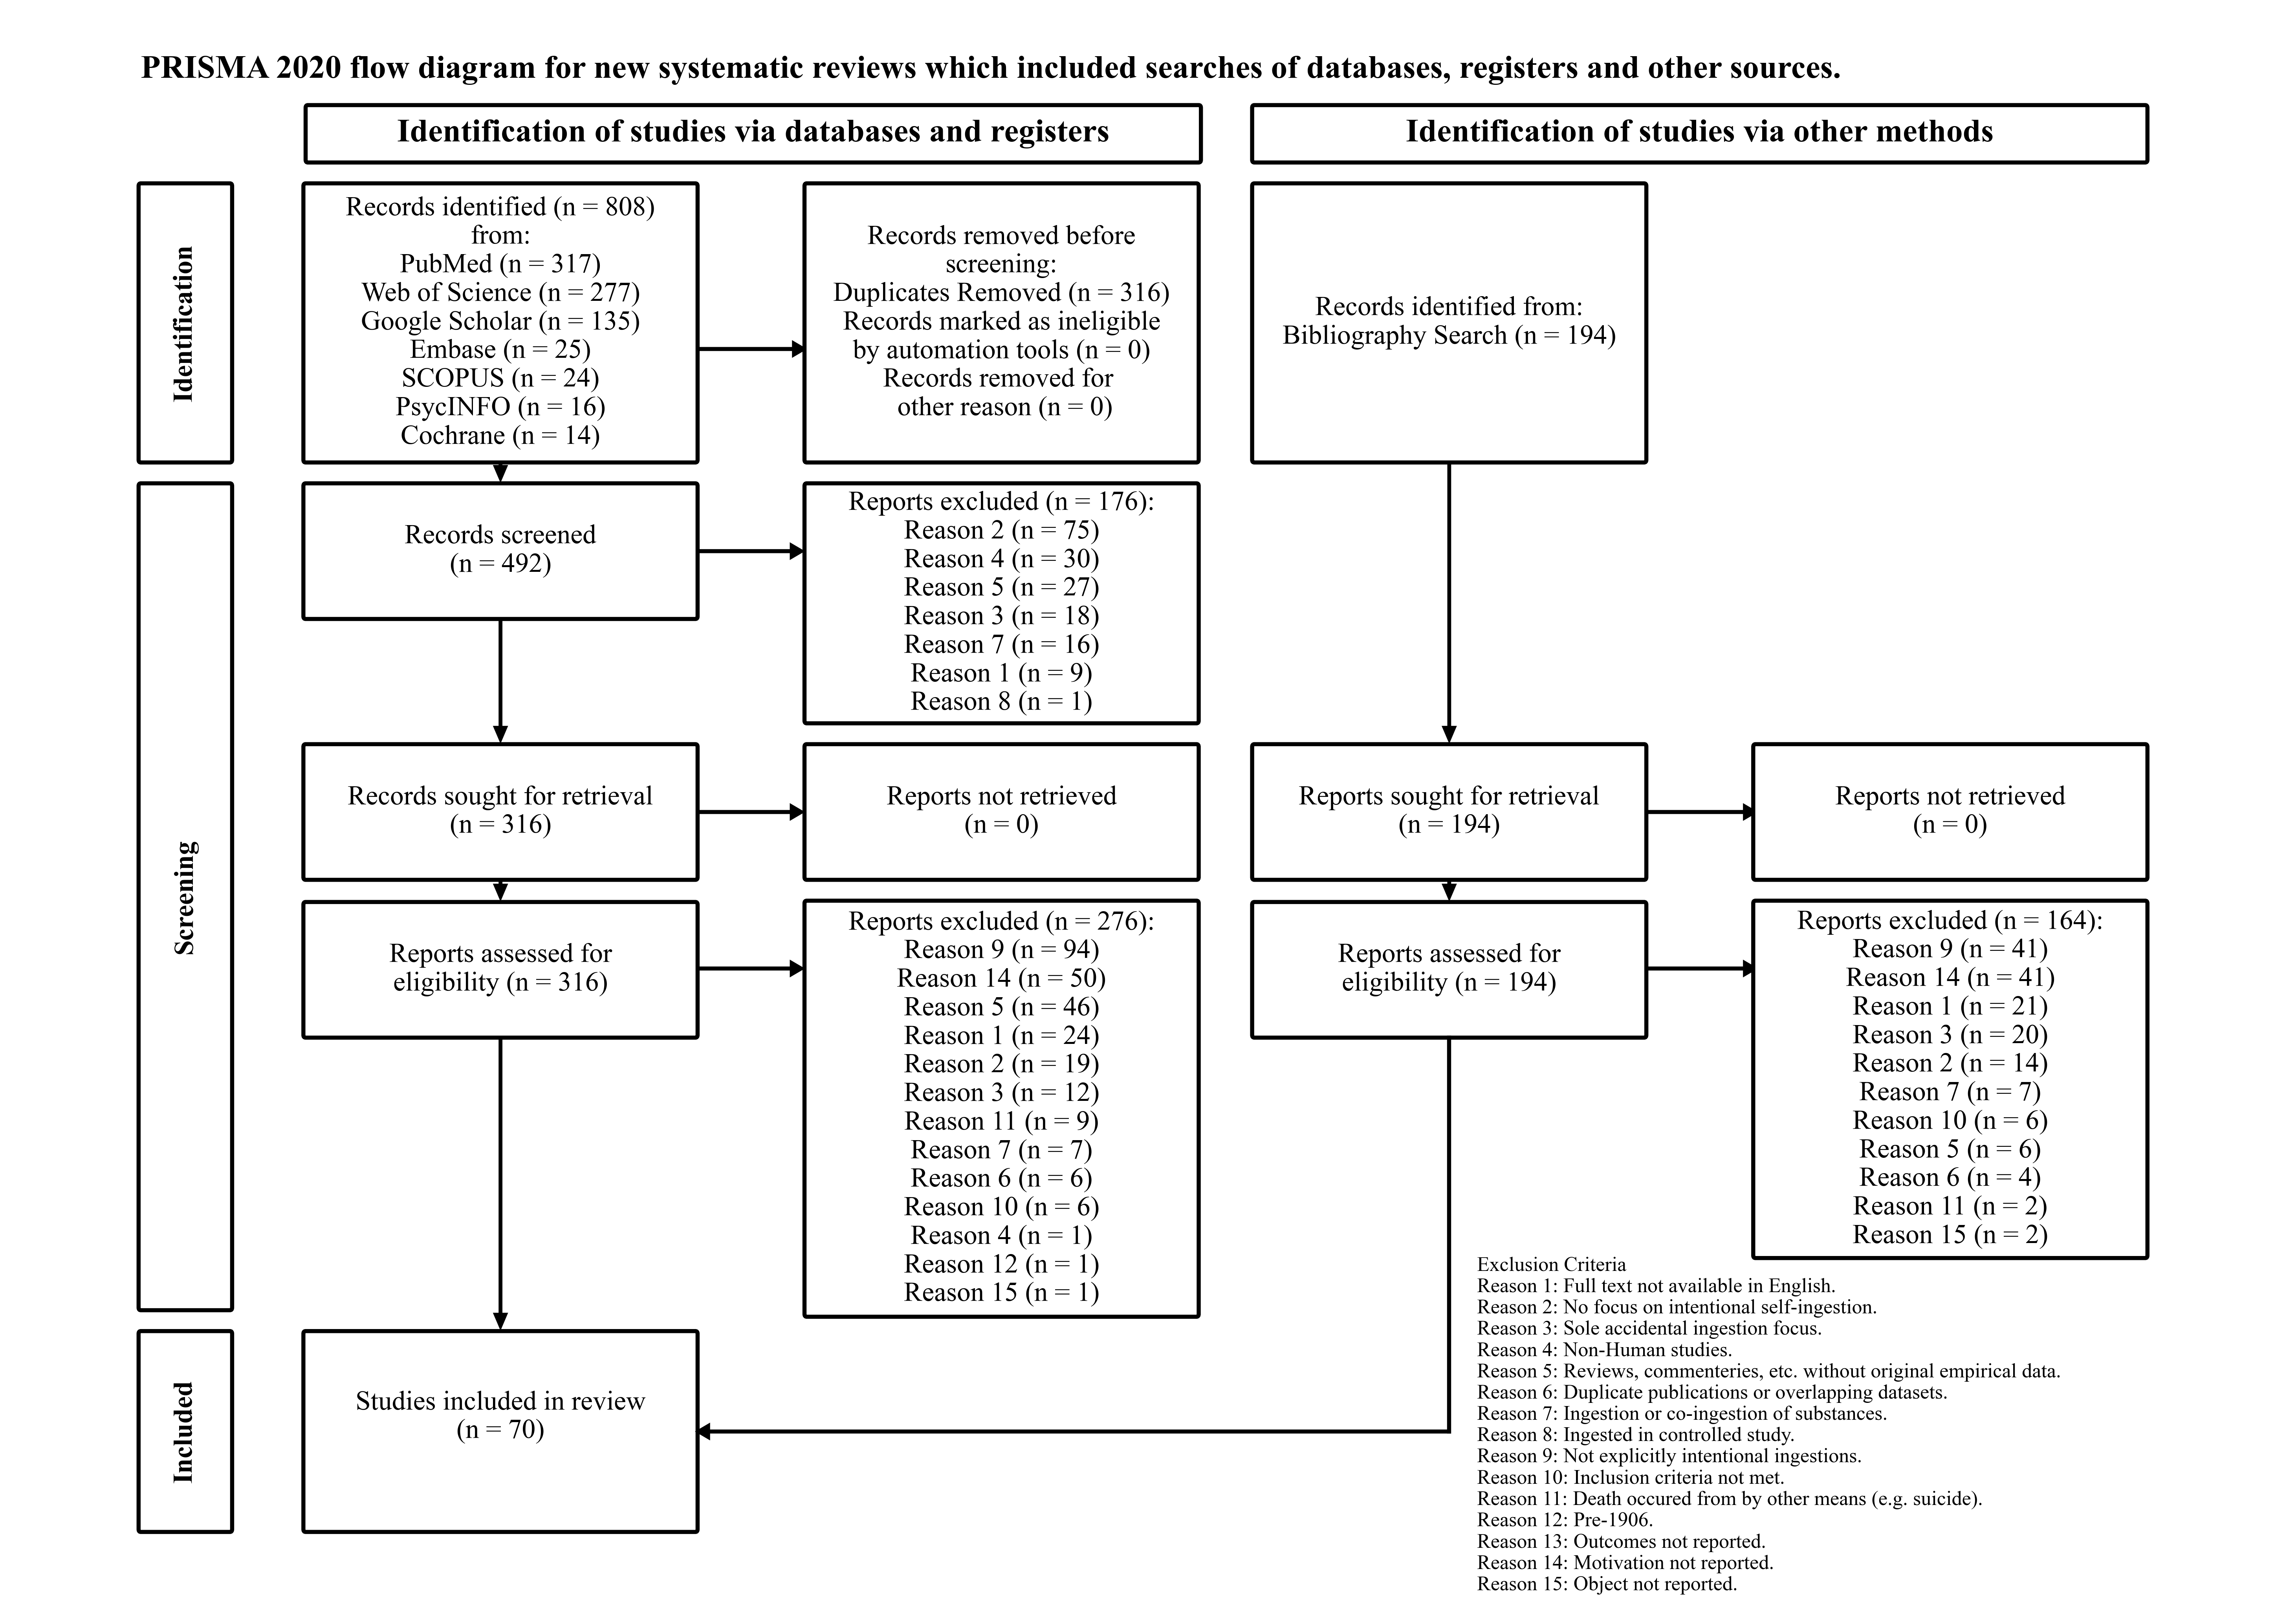 PRISMA 2020 flow diagram for new systematic reviews which included searches of databases, registers and other sources.
Identification of studies via databases and registers
Identification of studies via other methods
Identification
Records identified (n = 808)
from:
PubMed (n = 317)
Web of Science (n = 277)
Google Scholar (n = 135)
Embase (n = 25)
SCOPUS (n = 24)
PsycINFO (n = 16)
Cochrane (n = 14)
Records removed before
screening:
Duplicates Removed (n = 316)
Records marked as ineligible
by automation tools (n = 0)
Records removed for
other reason (n = 0)
Records identified from:
Bibliography Search (n = 194)
Screening
Records screened
(n = 492)
Reports excluded (n = 176):
Reason 2 (n = 75)
Reason 4 (n = 30)
Reason 5 (n = 27)
Reason 3 (n = 18)
Reason 7 (n = 16)
Reason 1 (n = 9)
Reason 8 (n = 1)
Records sought for retrieval
(n = 316)
Reports not retrieved
(n = 0)
Reports sought for retrieval
(n = 194)
Reports not retrieved
(n = 0)
Reports assessed for
eligibility (n = 316)
Reports excluded (n = 276):
Reason 9 (n = 94)
Reason 14 (n = 50)
Reason 5 (n = 46)
Reason 1 (n = 24)
Reason 2 (n = 19)
Reason 3 (n = 12)
Reason 11 (n = 9)
Reason 7 (n = 7)
Reason 6 (n = 6)
Reason 10 (n = 6)
Reason 4 (n = 1)
Reason 12 (n = 1)
Reason 15 (n = 1)
Reports assessed for
eligibility (n = 194)
Reports excluded (n = 164):
Reason 9 (n = 41)
Reason 14 (n = 41)
Reason 1 (n = 21)
Reason 3 (n = 20)
Reason 2 (n = 14)
Reason 7 (n = 7)
Reason 10 (n = 6)
Reason 5 (n = 6)
Reason 6 (n = 4)
Reason 11 (n = 2)
Reason 15 (n = 2)
Included
Studies included in review
(n = 70)
Exclusion Criteria
Reason 1: Full text not available in English.
Reason 2: No focus on intentional self-ingestion.
Reason 3: Sole accidental ingestion focus.
Reason 4: Non-Human studies.
Reason 5: Reviews, commenteries, etc. without original empirical data.
Reason 6: Duplicate publications or overlapping datasets.
Reason 7: Ingestion or co-ingestion of substances.
Reason 8: Ingested in controlled study.
Reason 9: Not explicitly intentional ingestions.
Reason 10: Inclusion criteria not met.
Reason 11: Death occured from by other means (e.g. suicide).
Reason 12: Pre-1906.
Reason 13: Outcomes not reported.
Reason 14: Motivation not reported.
Reason 15: Object not reported.